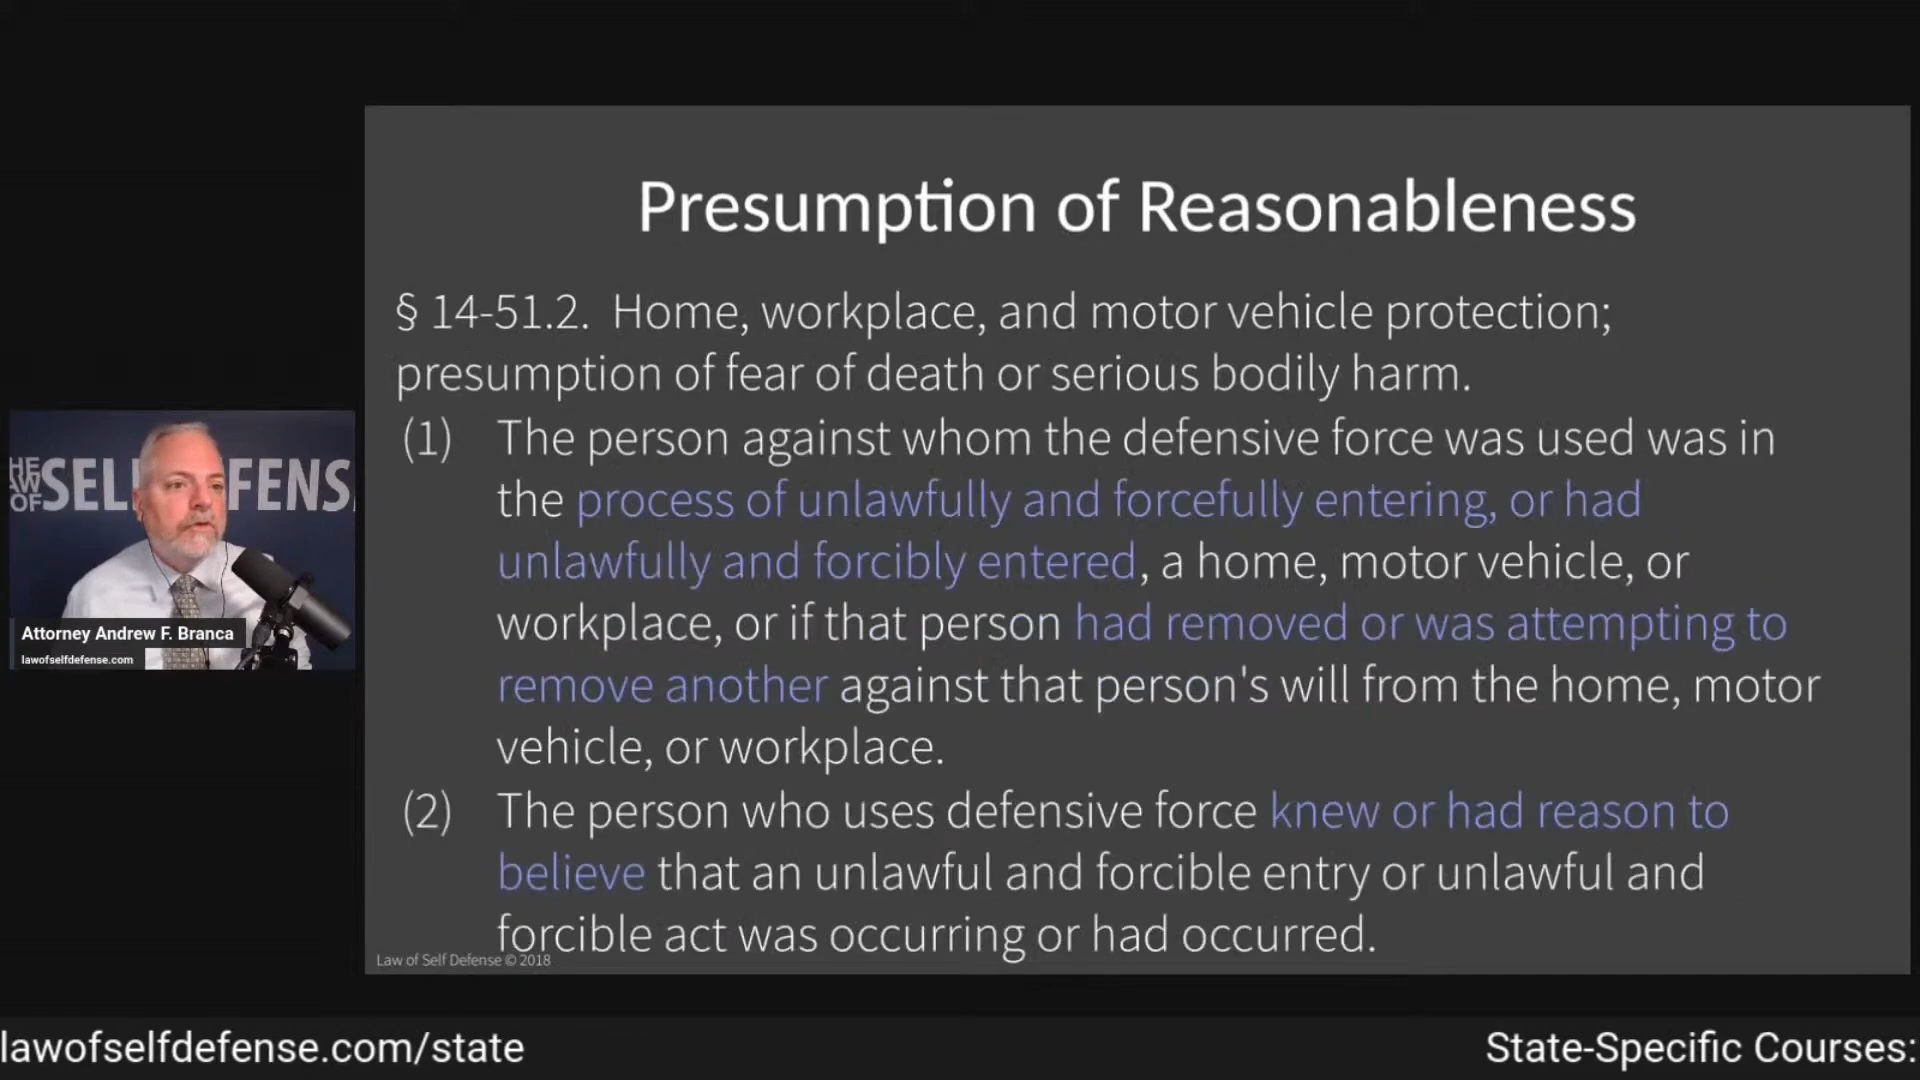 Presumption of Reasonableness
§ 14-51.2. Home, workplace, and motor vehicle protection;
presumption of fear of death or serious bodily harm.
(1) The person against whom the defensive force was used was in
the process of unlawfully and forcefully entering, or had
unlawfully and forcibly entered, a home, motor vehicle, or
workplace, or if that person had removed or was attempting to
remove another against that person's will from the home, motor
vehicle, or workplace.
(2) The person who uses defensive force knew or had reason to
believe that an unlawful and forcible entry or unlawful and
forcible act was occurring or had occurred.
Law of Self Defense © 2018
HE
AW
OF
SEL
FENS
Attorney Andrew F. Branca
lawofselfdefense.com
lawofselfdefense.com/state
State-Specific Courses: